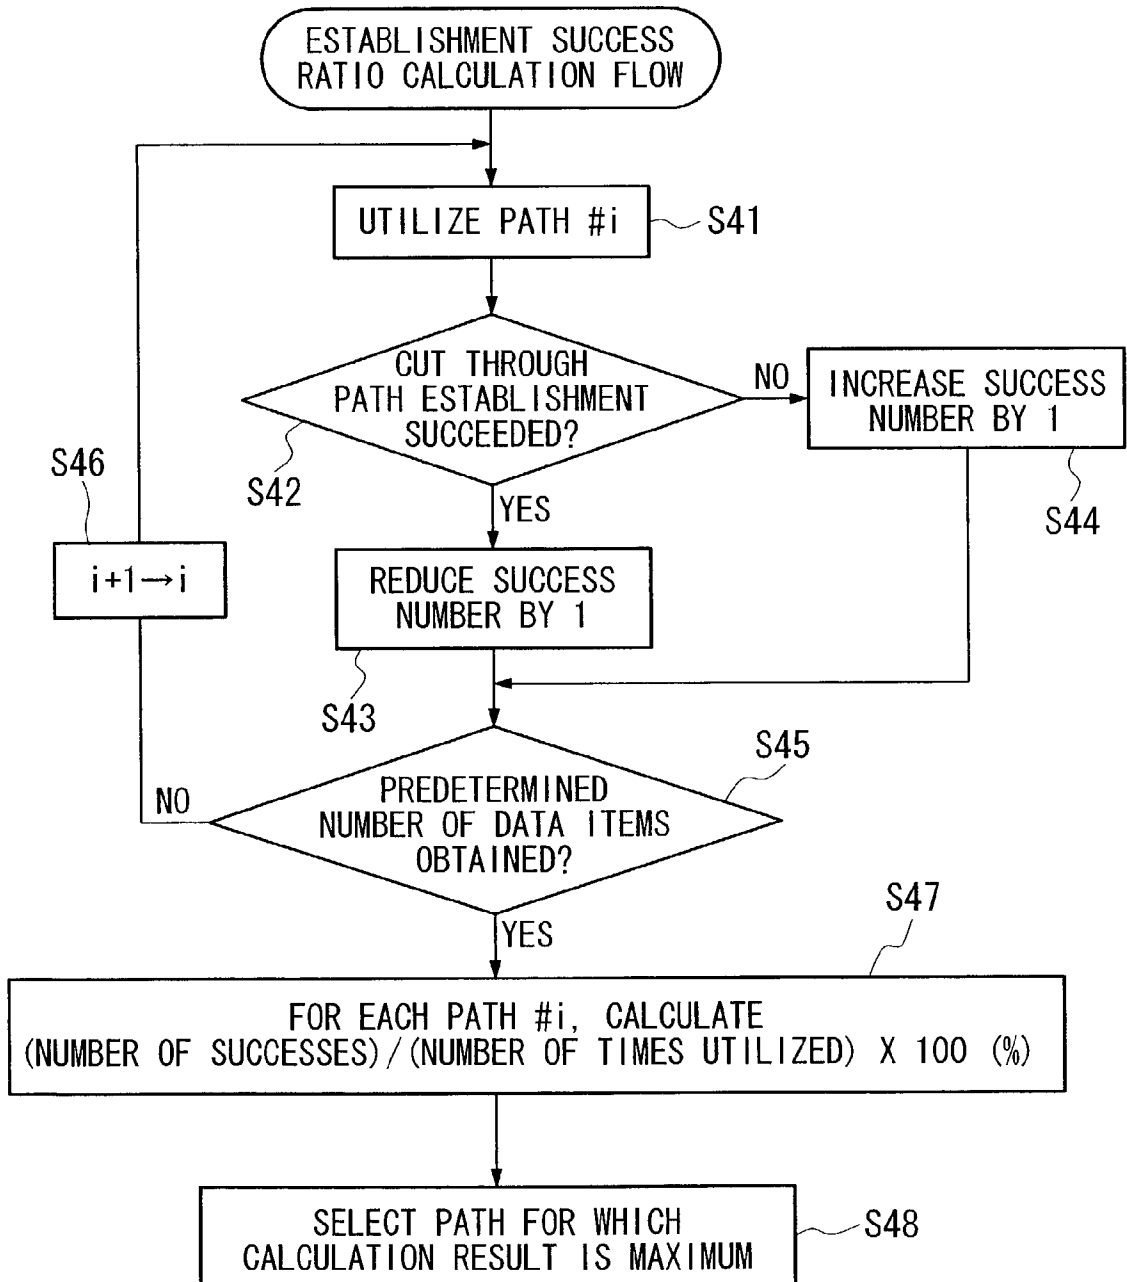 ESTABLISHMENT SUCCESS
RATIO CALCULATION FLOW
UTILIZE PATH #i
S41
CUT THROUGH
PATH ESTABLISHMENT
SUCCEEDED?
S42
NO
INCREASE SUCCESS
NUMBER BY 1
S44
YES
S46
i+1→i
REDUCE SUCCESS
NUMBER BY 1
S43
PREDETERMINED
NUMBER OF DATA ITEMS
OBTAINED?
S45
NO
YES
S47
FOR EACH PATH #i, CALCULATE
(NUMBER OF SUCCESSES)/(NUMBER OF TIMES UTILIZED) X 100 (%)
SELECT PATH FOR WHICH
CALCULATION RESULT IS MAXIMUM
S48